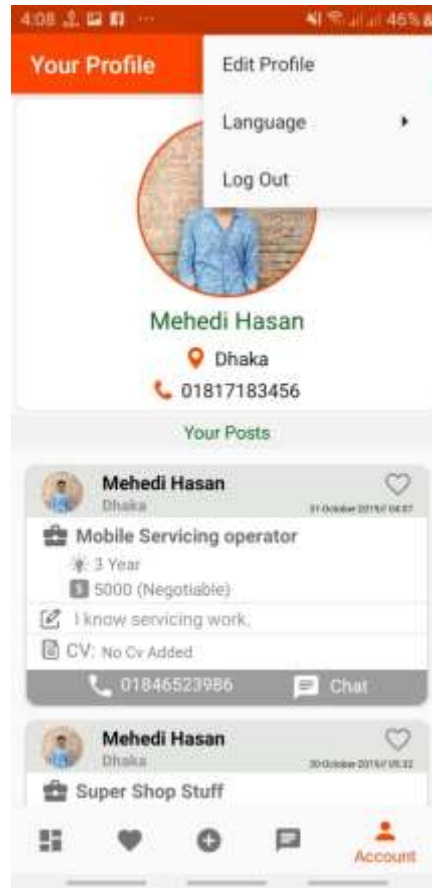 4:08
46%
Your Profile
Edit Profile
Language
Log Out
Mehedi Hasan
Dhaka
01817183456
Your Posts
Mehedi Hasan
Dhaka
Mobile Servicing operator
3 Year
5000 (Negotiable)
I know servicing work.
CV: No Cv Added
01846523986
Chat
Mehedi Hasan
Dhaka
Super Shop Stuff
Account